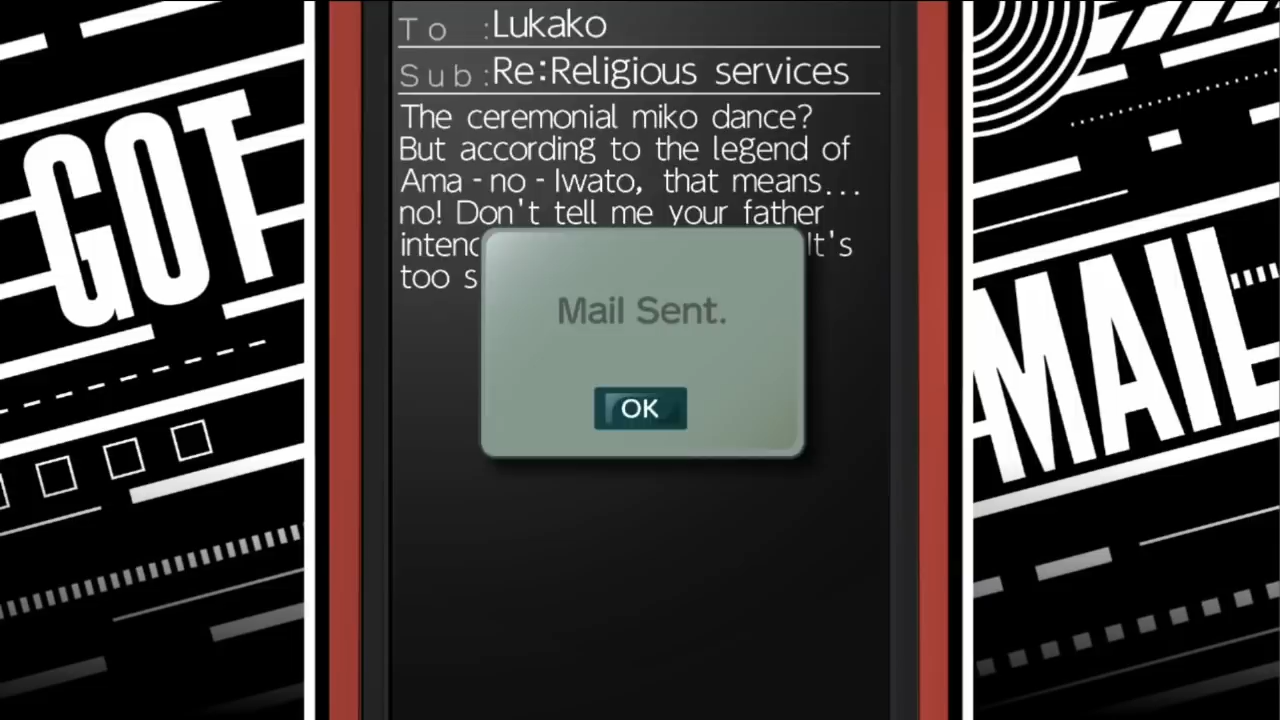 GOT
MAIL
To :Lukako
Sub:Re:Religious services
The ceremonial miko dance?
But according to the legend of
Ama-no-Iwato, that means...
no! Don't tell me your father
It's
too
Mail Sent.
OK